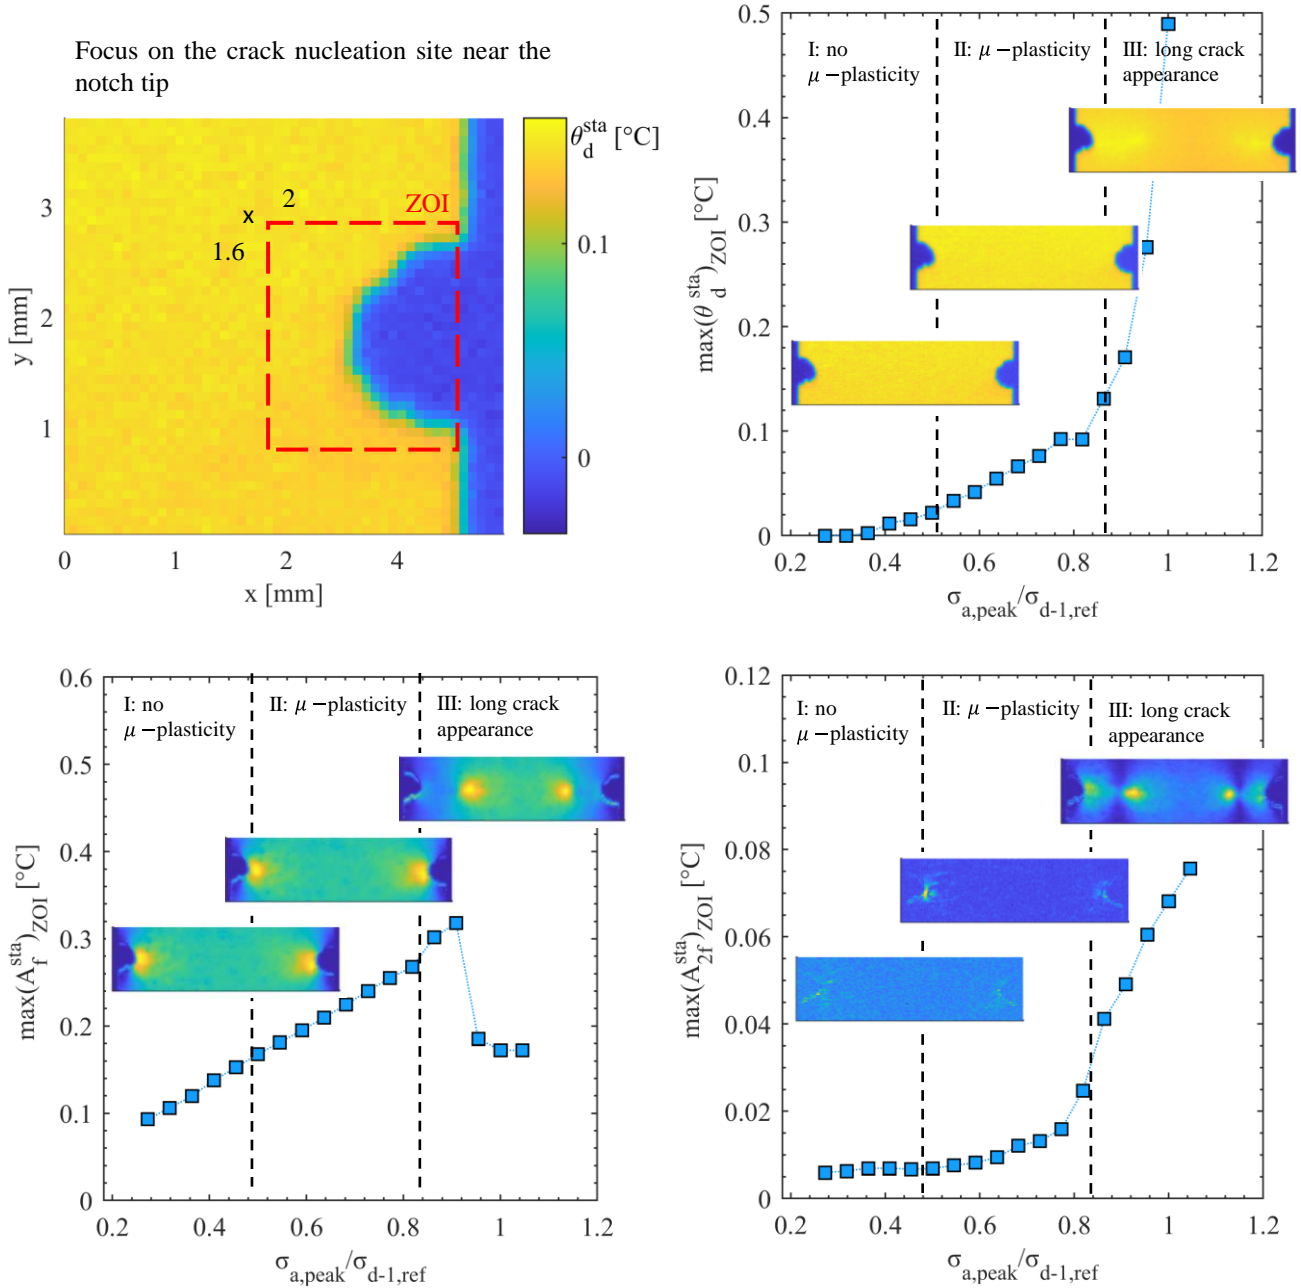 Focus on the crack nucleation site near the
notch tip
θ_d^sta [°C]
ZOI
2
x
1.6
0.1
0
3
2
1
y [mm]
0
1
2
4
x [mm]
0.5
0.4
0.3
0.2
0.1
0
max(θ_d^sta)_ZOI [°C]
I: no
μ−plasticity
II: μ−plasticity
III: long crack
appearance
0.2
0.4
0.6
0.8
1
1.2
σ_a,peak/σ_d-1,ref
0.6
0.5
0.4
0.3
0.2
0.1
0
max(A_f^sta)_ZOI [°C]
I: no
μ−plasticity
II: μ−plasticity
III: long crack
appearance
0.2
0.4
0.6
0.8
1
1.2
σ_a,peak/σ_d-1,ref
0.12
0.1
0.08
0.06
0.04
0.02
0
max(A_2f^sta)_ZOI [°C]
I: no
μ−plasticity
II: μ−plasticity
III: long crack
appearance
0.2
0.4
0.6
0.8
1
1.2
σ_a,peak/σ_d-1,ref